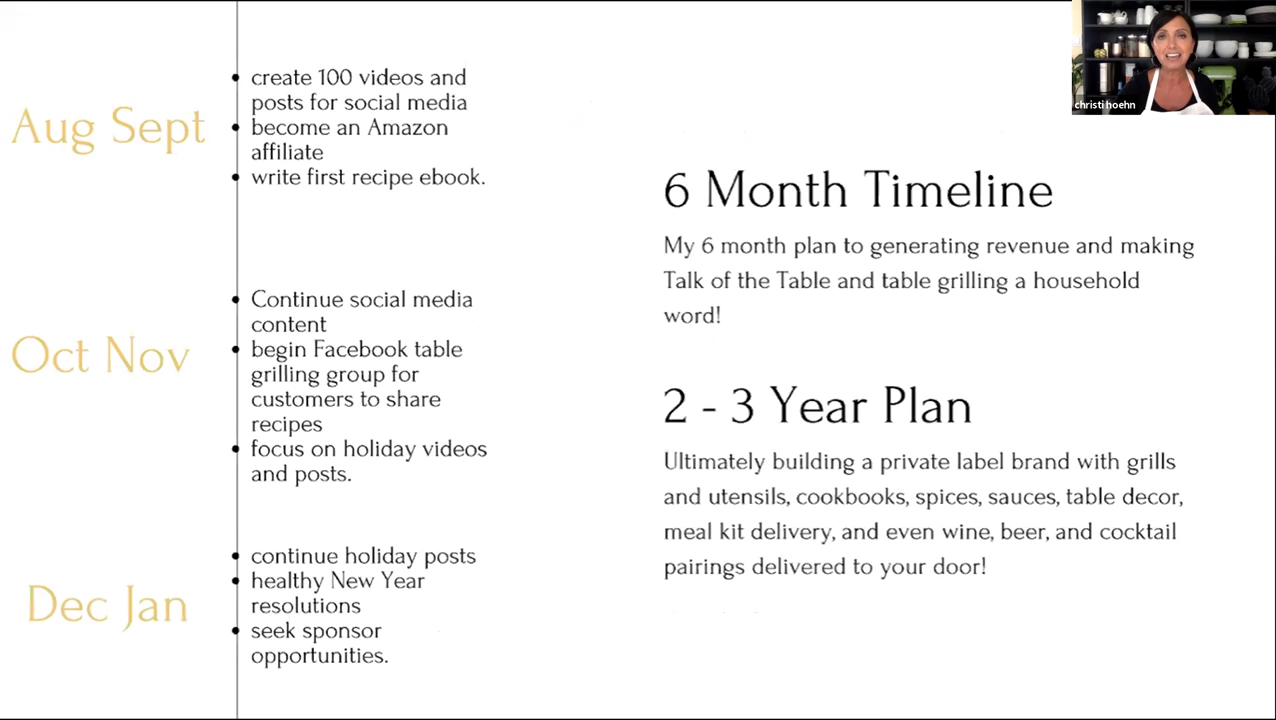 Aug Sept
create 100 videos and
posts for social media
become an Amazon
affiliate
write first recipe ebook.
Oct Nov
Continue social media
content
begin Facebook table
grilling group for
customers to share
recipes
focus on holiday videos
and posts.
Dec Jan
continue holiday posts
healthy New Year
resolutions
seek sponsor
opportunities.
6 Month Timeline
My 6 month plan to generating revenue and making
Talk of the Table and table grilling a household
word!
2 - 3 Year Plan
Ultimately building a private label brand with grills
and utensils, cookbooks, spices, sauces, table decor,
meal kit delivery, and even wine, beer, and cocktail
pairings delivered to your door!
christi hoehn